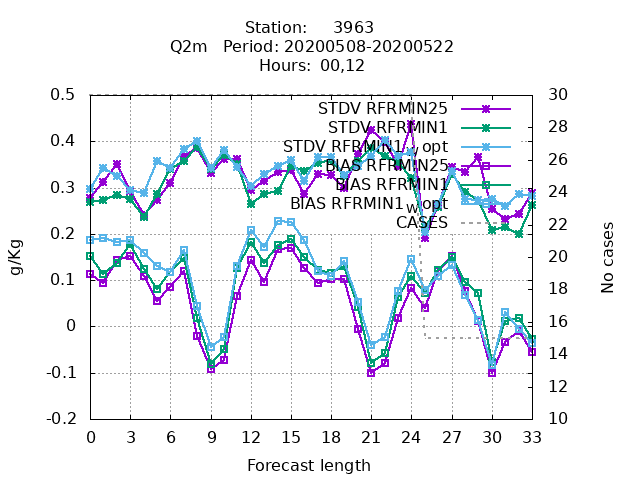 Station:     3963
Q2m   Period: 20200508-20200522
Hours:  00,12
0.5
0.4
0.3
0.2
0.1
0
-0.1
-0.2
g/Kg
30
28
26
24
22
20
18
16
14
12
10
No cases
STDV RFRMIN25
STDV RFRMIN1
STDV RFRMIN1_wopt
BIAS RFRMIN25
BIAS RFRMIN1
BIAS RFRMIN1_wopt
CASES
0 3 6 9 12 15 18 21 24 27 30 33
Forecast length